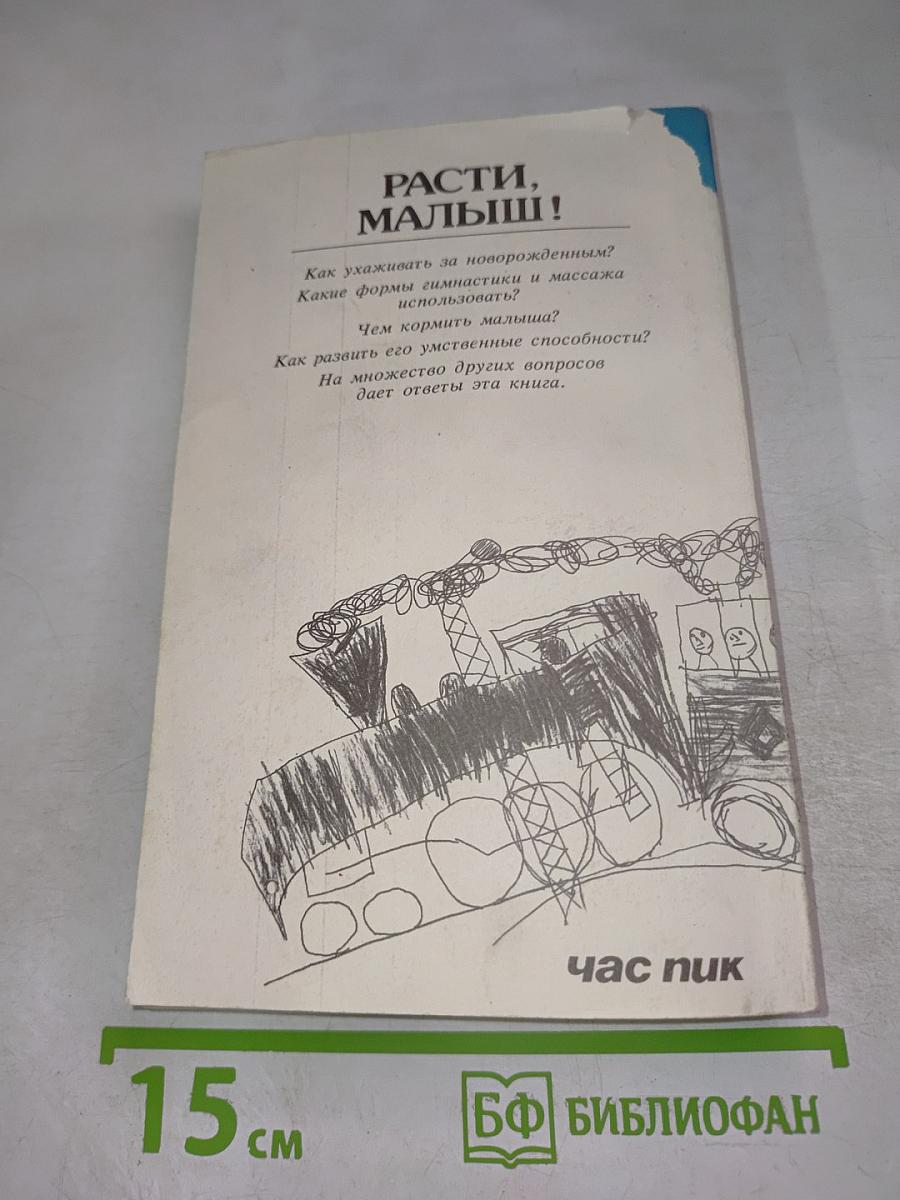 РАСТИ,
МАЛЫШ!
Как ухаживать за новорожденным?
Какие формы гимнастики и массажа
использовать?
Чем кормить малыша?
Как развить его умственные способности?
На множество других вопросов
дает ответы эта книга.
час пик
15 см
БФ БИБЛИОФАН